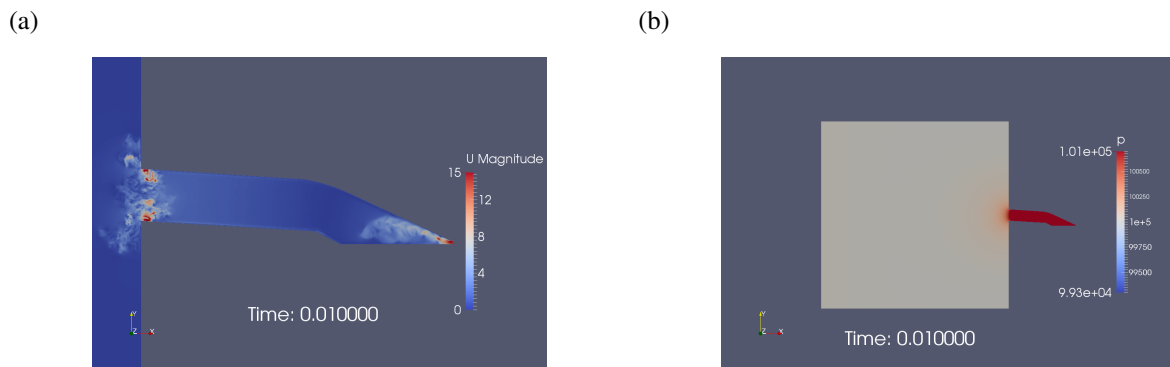 (a)
(b)
U Magnitude
15
12
8
4
0
Y
Z X
Time: 0.010000
p
1.01e+05
100500
100250
1e+5
99750
99500
9.93e+04
Y
Z X
Time: 0.010000